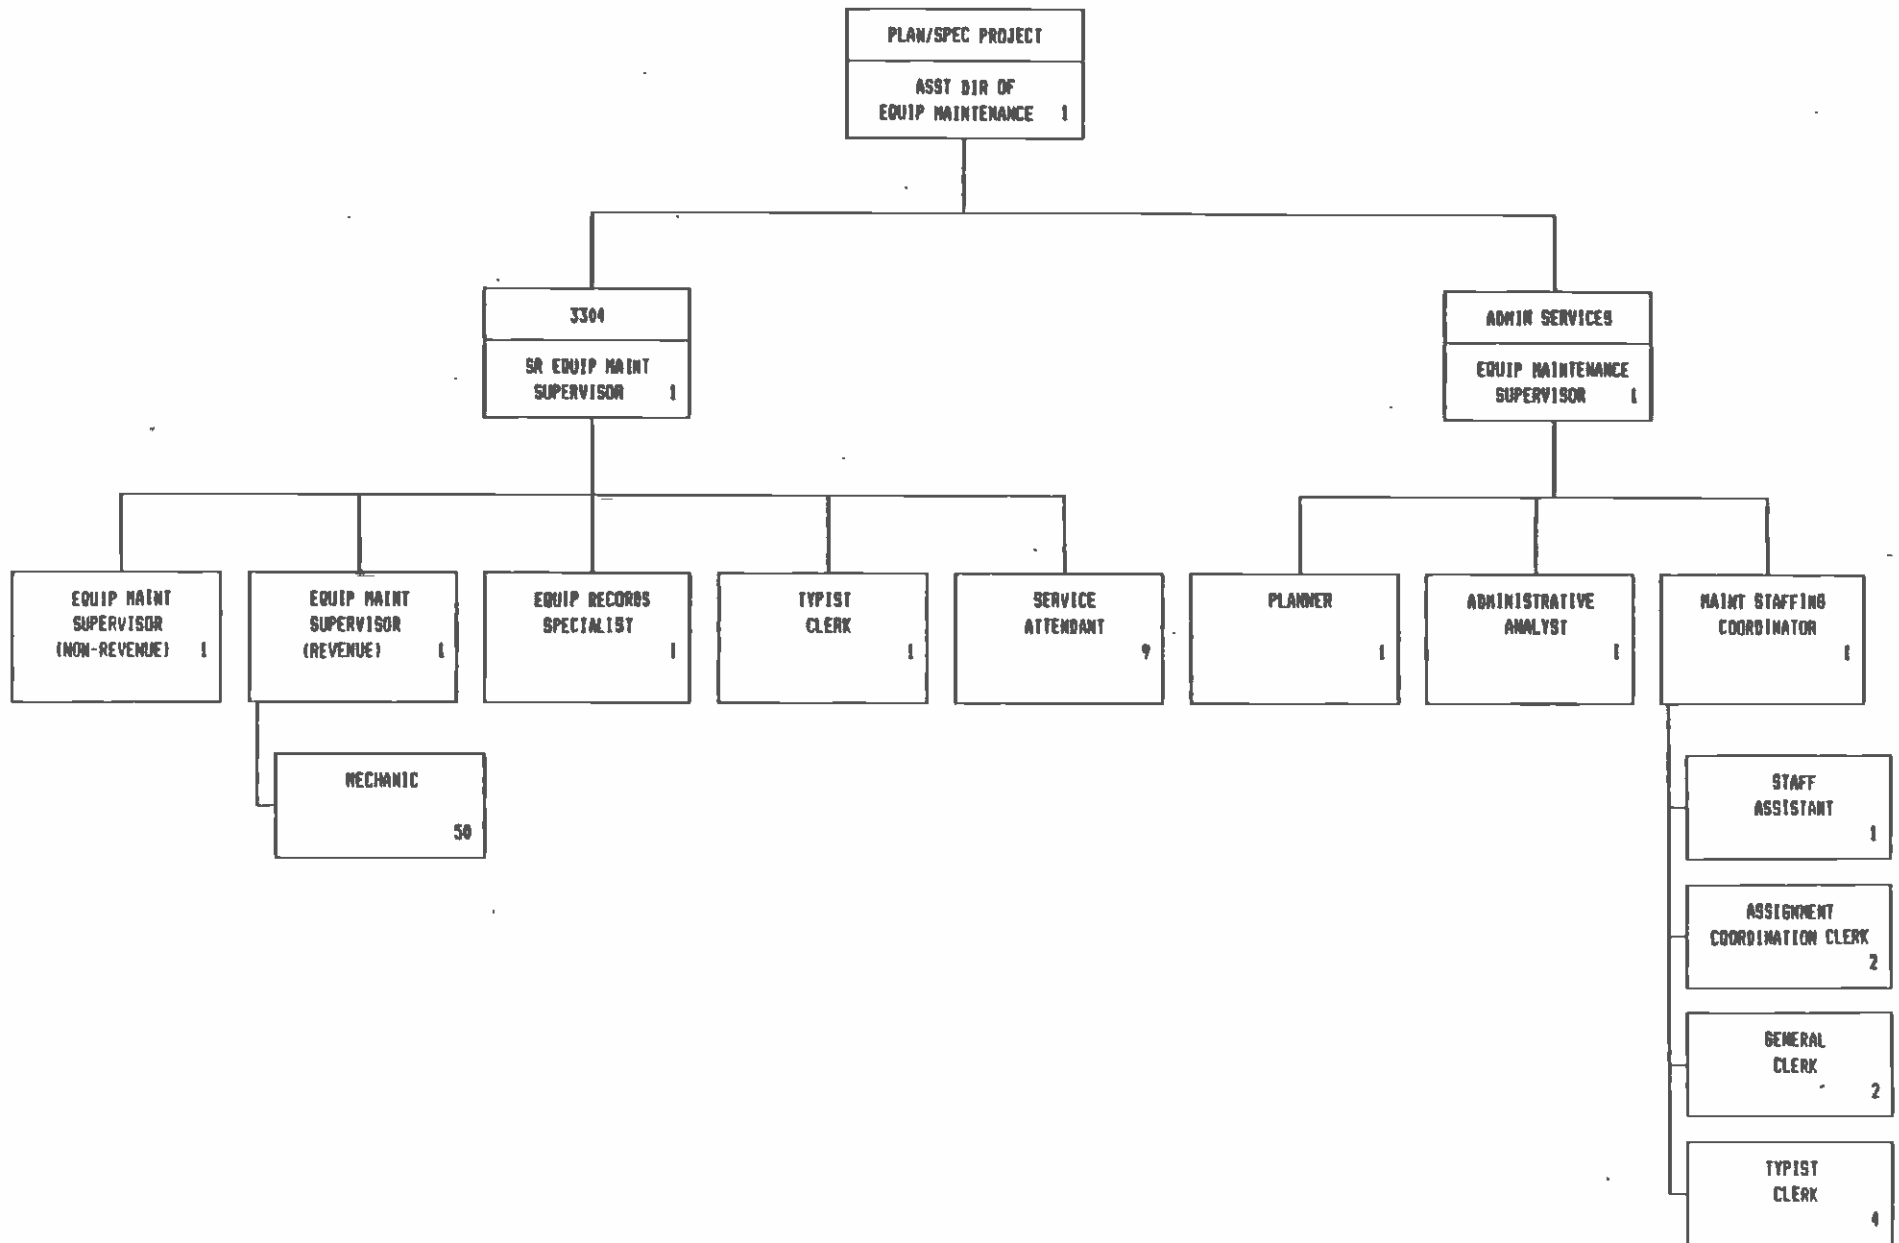 PLAN/SPEC PROJECT
ASST DIR OF
EQUIP MAINTENANCE 1
3304
SR EQUIP MAINT
SUPERVISOR 1
ADMIN SERVICES
EQUIP MAINTENANCE
SUPERVISOR 1
EQUIP MAINT
SUPERVISOR
(NON-REVENUE) 1
EQUIP MAINT
SUPERVISOR
(REVENUE) 1
EQUIP RECORDS
SPECIALIST
1
TYPIST
CLERK
1
SERVICE
ATTENDANT
9
PLANNER
1
ADMINISTRATIVE
ANALYST
1
MAINT STAFFING
COORDINATOR
1
MECHANIC
50
STAFF
ASSISTANT
1
ASSIGNMENT
COORDINATION CLERK
2
GENERAL
CLERK
2
TYPIST
CLERK
4